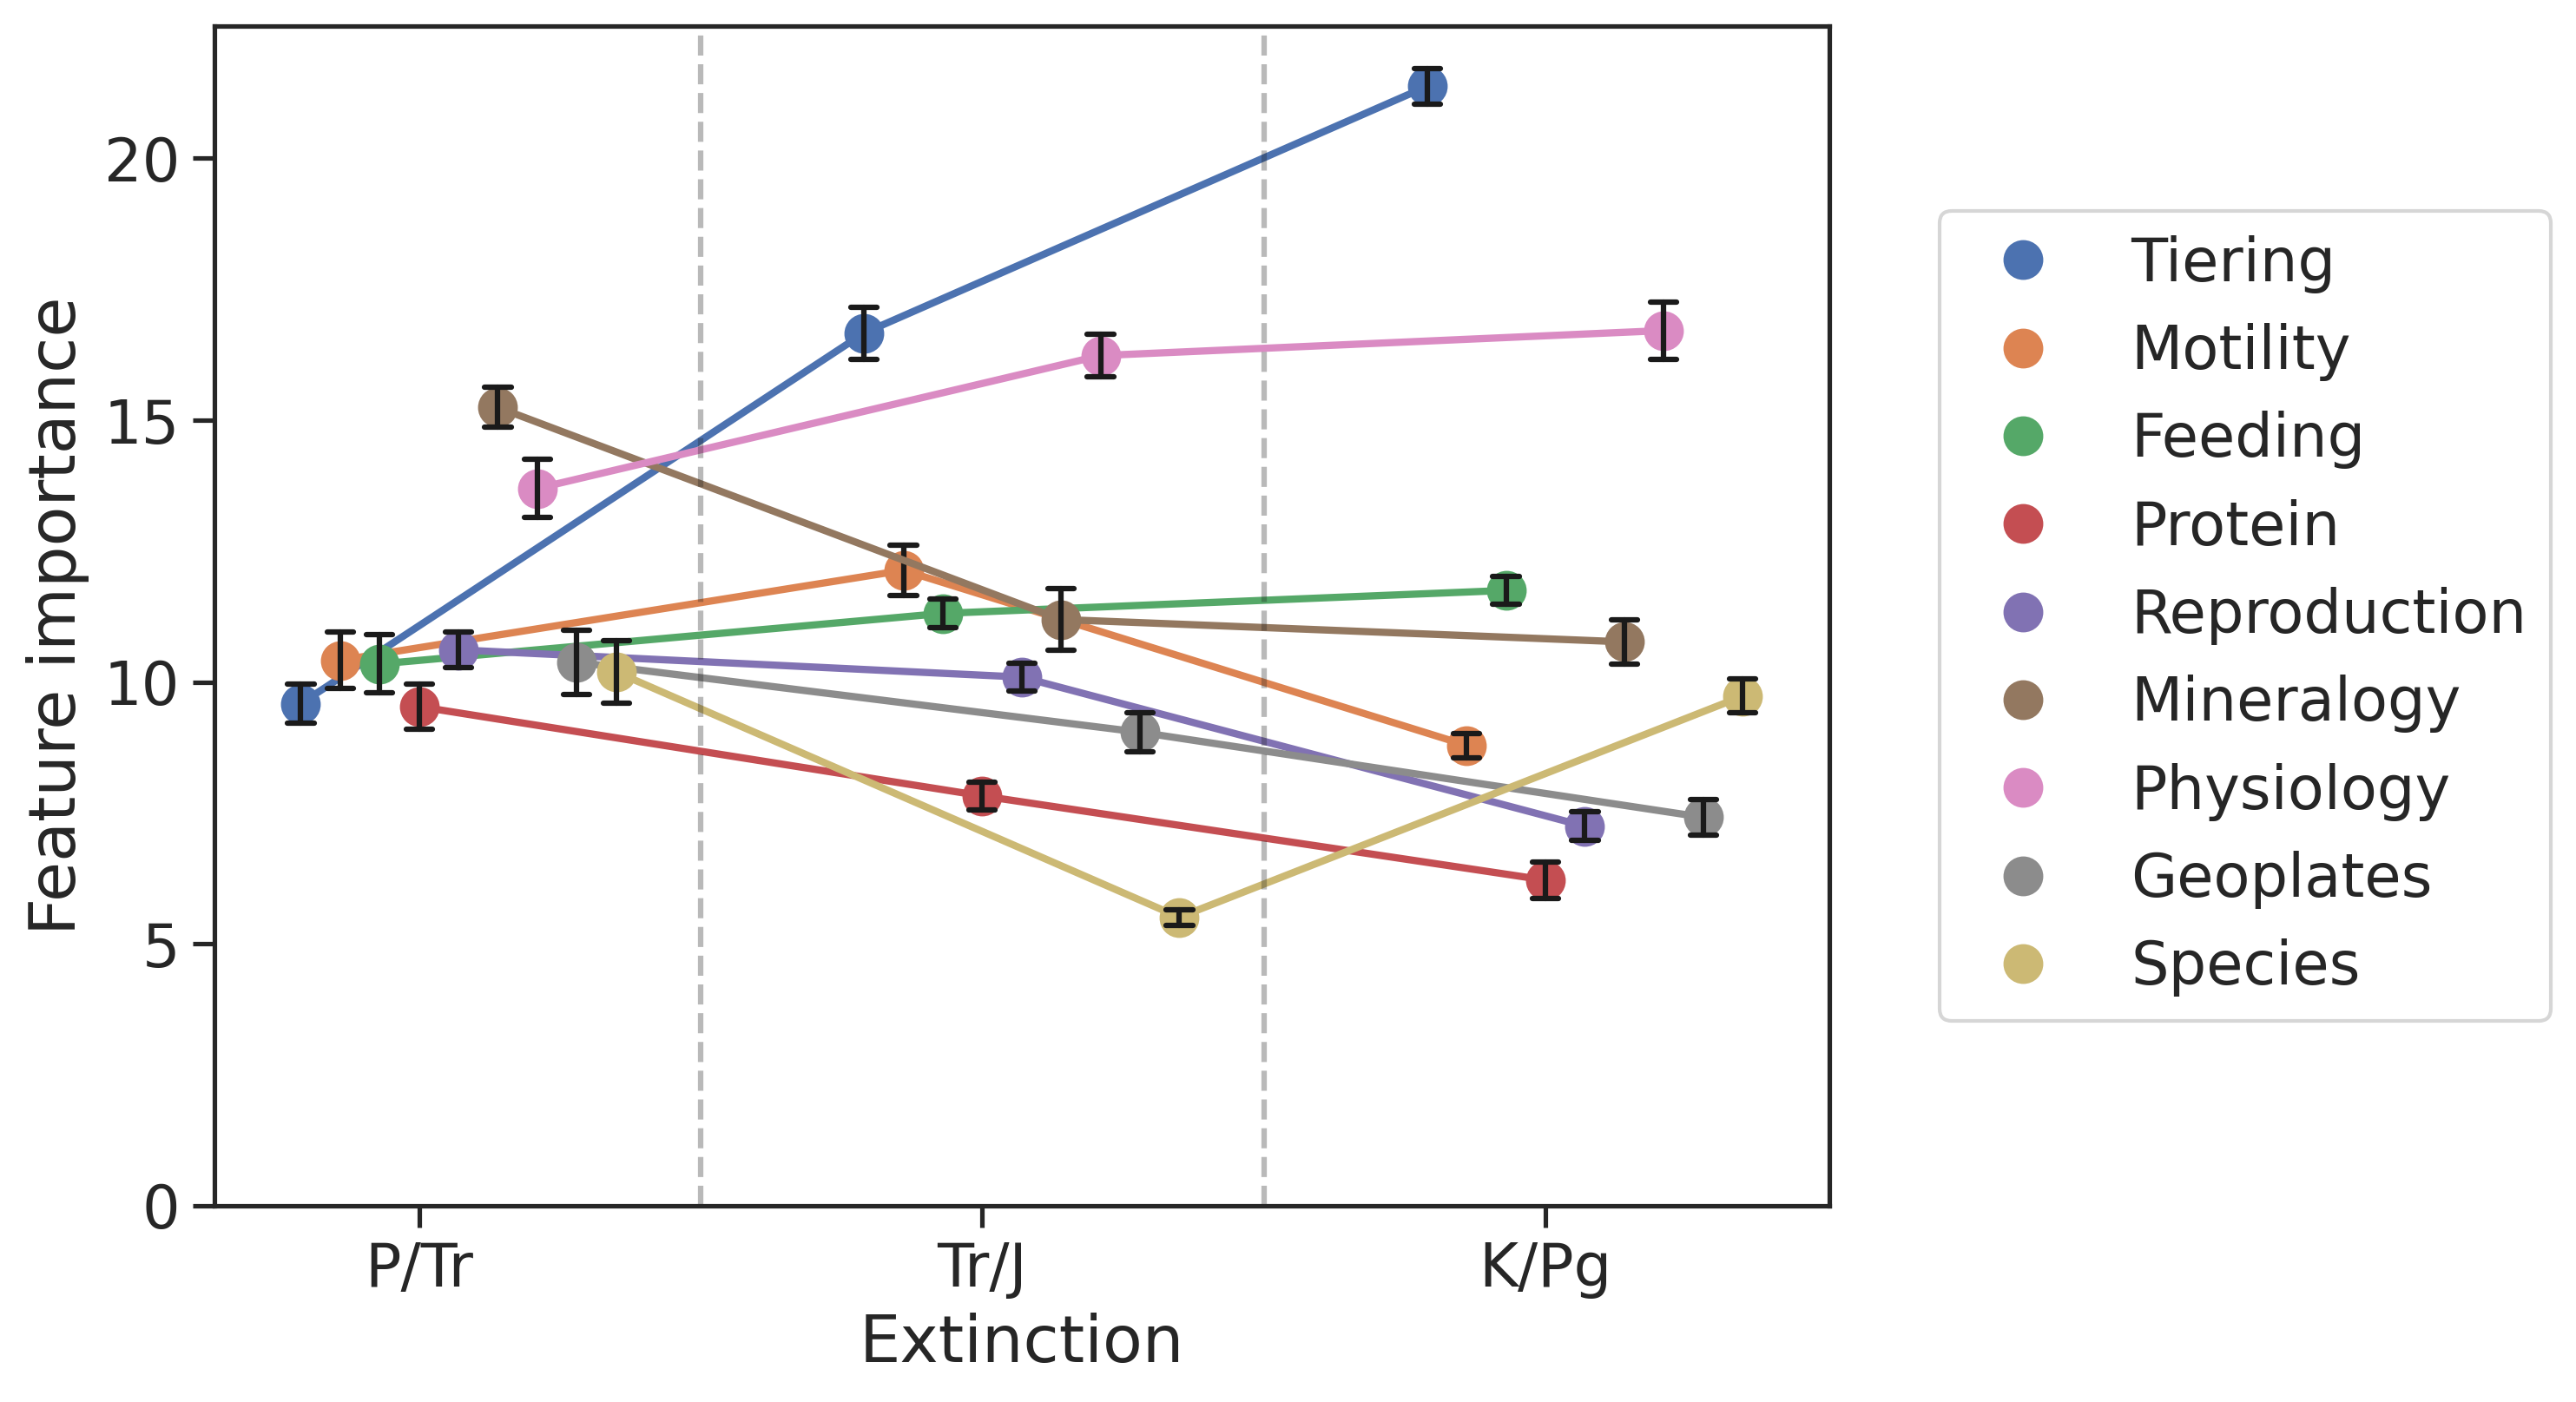 Feature importance
20
15
10
5
0
P/Tr
Tr/J
K/Pg
Extinction
Tiering
Motility
Feeding
Protein
Reproduction
Mineralogy
Physiology
Geoplates
Species